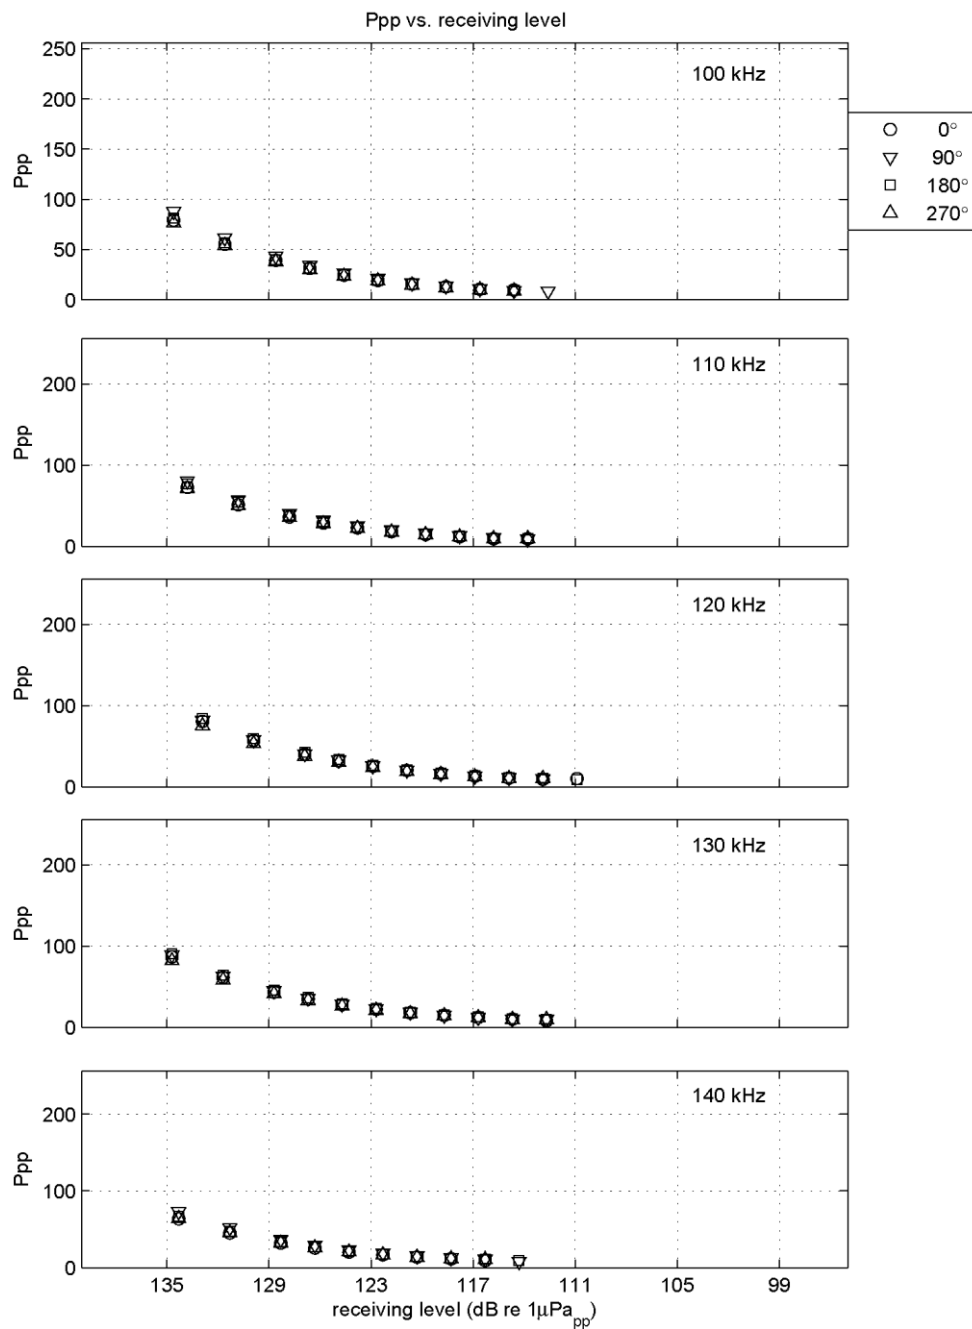 Ppp vs. receiving level
250
200
150
100
50
0
Ppp
100 kHz
0°
90°
180°
270°
200
100
0
Ppp
110 kHz
200
100
0
Ppp
120 kHz
200
100
0
Ppp
130 kHz
200
100
0
Ppp
140 kHz
135 129 123 117 111 105 99
receiving level (dB re 1μPa pp)